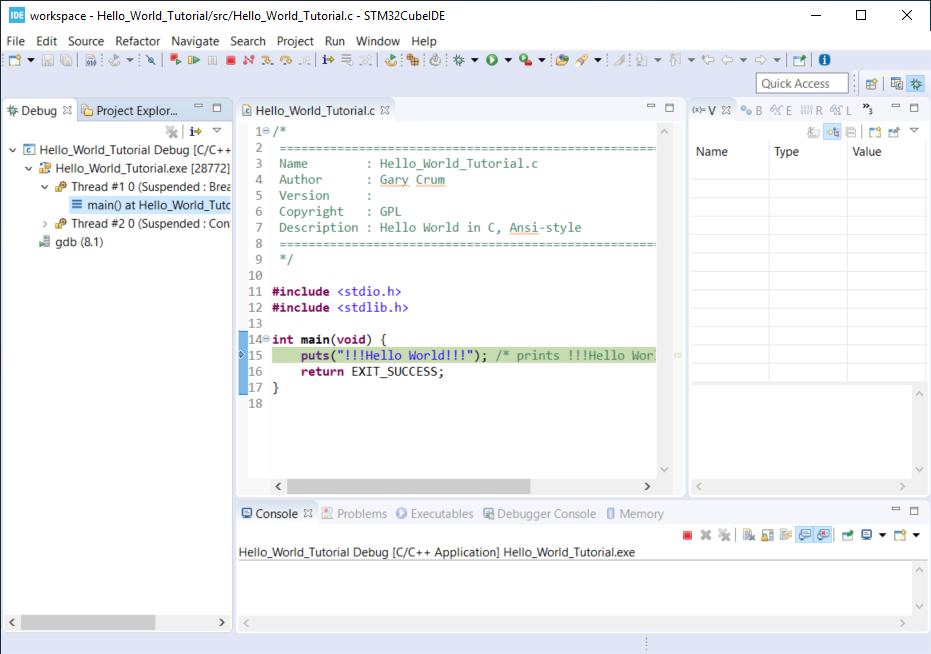 IDE workspace - Hello_World_Tutorial/src/Hello_World_Tutorial.c - STM32CubeIDE
File Edit Source Refactor Navigate Search Project Run Window Help
Quick Access
Debug
Project Explor...
Hello_World_Tutorial Debug [C/C++
Hello_World_Tutorial.exe [28772]
Thread #1 0 (Suspended : Brea
main() at Hello_World_Tuto
Thread #2 0 (Suspended : Con
gdb (8.1)
Hello_World_Tutorial.c
1 /*
2 ====================================================
3 Name : Hello_World_Tutorial.c
4 Author : Gary Crum
5 Version :
6 Copyright : GPL
7 Description : Hello World in C, Ansi-style
8 ====================================================
9 */
10
11 #include <stdio.h>
12 #include <stdlib.h>
13
14 int main(void) {
15 puts("!!!Hello World!!!"); /* prints !!!Hello Wor
16 return EXIT_SUCCESS;
17 }
18
(x)= V B E R L »3
Name Type Value
Console Problems Executables Debugger Console Memory
Hello_World_Tutorial Debug [C/C++ Application] Hello_World_Tutorial.exe